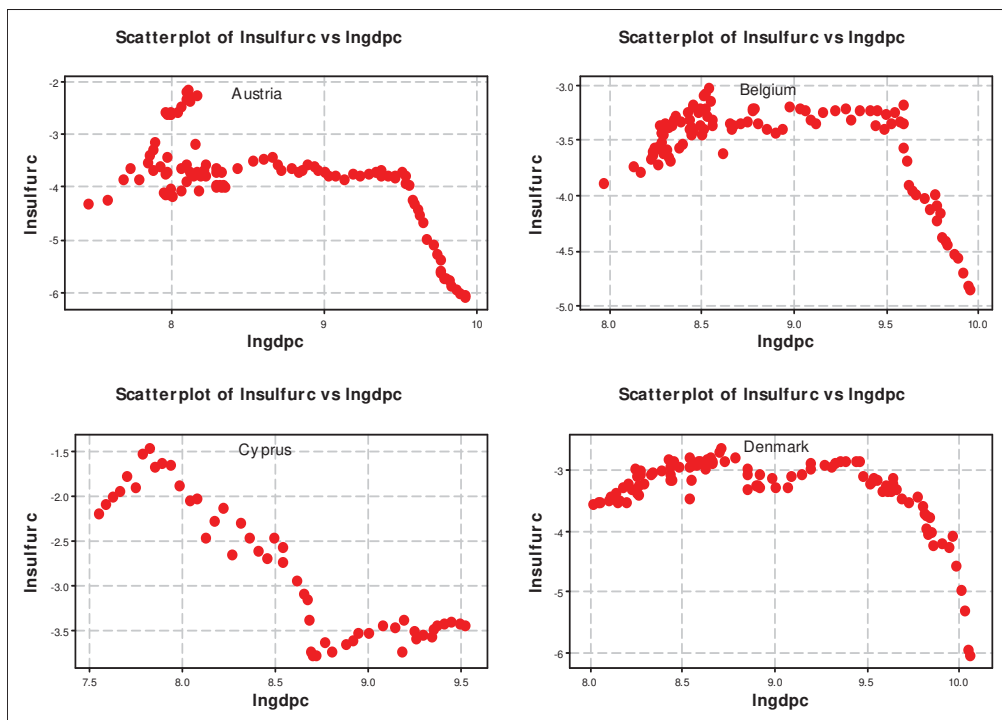 Scatterplot of lnsulfurc vs lngdpc
Austria
lnsulfurc
-2
-3
-4
-5
-6
8
9
10
lngdpc
Scatterplot of lnsulfurc vs lngdpc
Belgium
lnsulfurc
-3.0
-3.5
-4.0
-4.5
-5.0
8.0
8.5
9.0
9.5
10.0
lngdpc
Scatterplot of lnsulfurc vs lngdpc
Cyprus
lnsulfurc
-1.5
-2.0
-2.5
-3.0
-3.5
7.5
8.0
8.5
9.0
9.5
lngdpc
Scatterplot of lnsulfurc vs lngdpc
Denmark
lnsulfurc
-3
-4
-5
-6
8.0
8.5
9.0
9.5
10.0
lngdpc